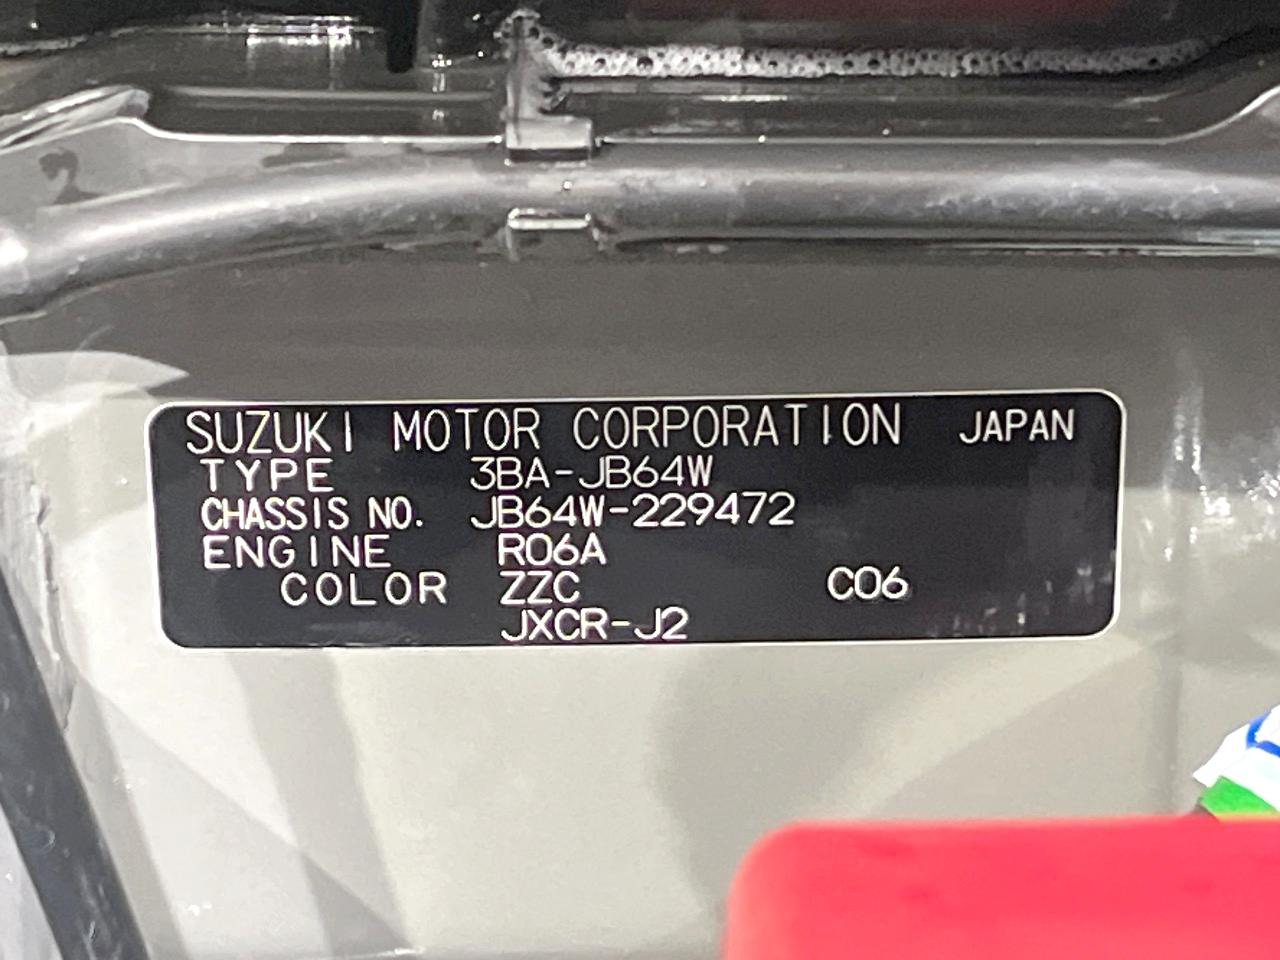 SUZUKI MOTOR CORPORATION JAPAN
TYPE 3BA-JB64W
CHASSIS NO. JB64W-229472
ENGINE R06A
COLOR ZZC C06
JXCR-J2